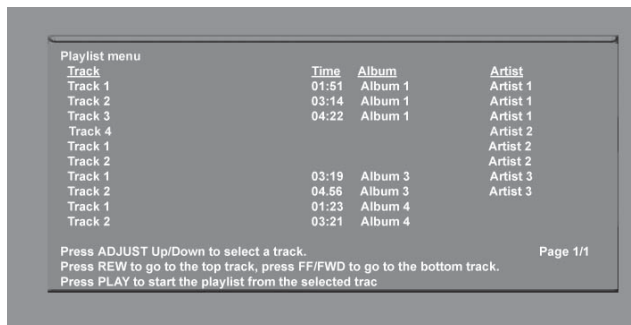 Playlist menu
Track Time Album Artist
Track 1 01:51 Album 1 Artist 1
Track 2 03:14 Album 1 Artist 1
Track 3 04:22 Album 1 Artist 1
Track 4 Artist 2
Track 1 Artist 2
Track 2 Artist 2
Track 1 03:19 Album 3 Artist 3
Track 2 04.56 Album 3 Artist 3
Track 1 01:23 Album 4
Track 2 03:21 Album 4
Press ADJUST Up/Down to select a track. Page 1/1
Press REW to go to the top track, press FF/FWD to go to the bottom track.
Press PLAY to start the playlist from the selected trac